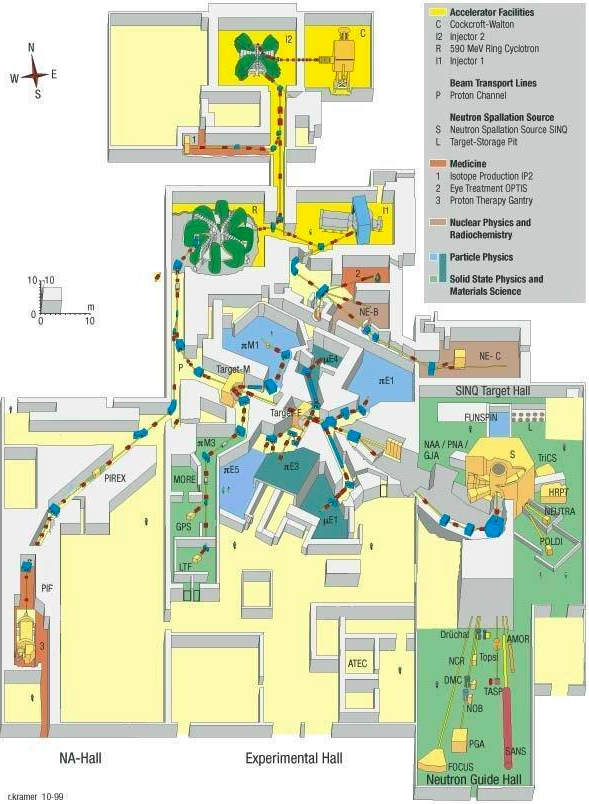 N
W E
S
I2
C
1
R
I1
2
NE-B
10 10
0
0 10
m
πM1
μE4
πE1
P
Target-M
Target-E
NE- C
SINQ Target Hall
FUNSPIN
L
NAA / PNA /
GJA
S
TriCS
HRPT
NEUTRA
POLDI
πM3
MORE
πE5
πE3
GPS
μE1
LTF
PIREX
PIF
3
ATEC
Drüchal
AMOR
NCR
Topsi
DMC
TASP
NOB
PGA
SANS
FOCUS
Neutron Guide Hall
NA-Hall
Experimental Hall
r.kramer 10-99
Accelerator Facilities
C Cockcroft-Walton
I2 Injector 2
R 590 MeV Ring Cyclotron
I1 Injector 1
Beam Transport Lines
P Proton Channel
Neutron Spallation Source
S Neutron Spallation Source SINQ
L Target-Storage Pit
Medicine
1 Isotope Production IP2
2 Eye Treatment OPTIS
3 Proton Therapy Gantry
Nuclear Physics and
Radiochemistry
Particle Physics
Solid State Physics and
Materials Science